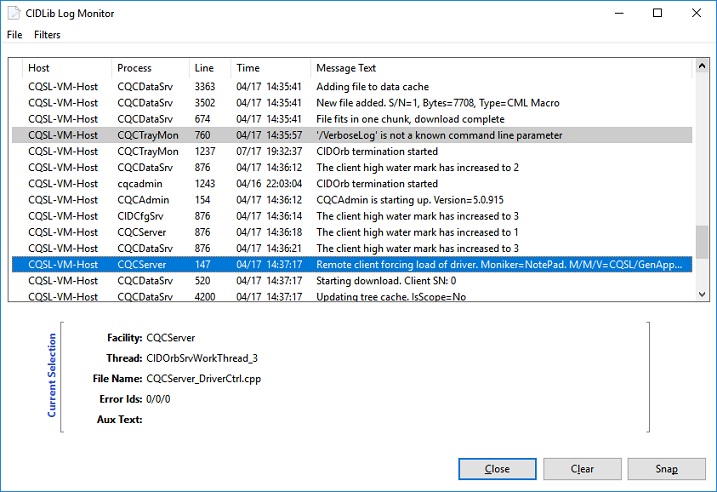 CIDLib Log Monitor
File Filters
Host Process Line Time Message Text
CQSL-VM-Host CQCDataSrv 3363 04/17 14:35:41 Adding file to data cache
CQSL-VM-Host CQCDataSrv 3502 04/17 14:35:41 New file added. S/N=1, Bytes=7708, Type=CML Macro
CQSL-VM-Host CQCDataSrv 674 04/17 14:35:41 File fits in one chunk, download complete
CQSL-VM-Host CQCTrayMon 760 04/17 14:35:57 '/VerboseLog' is not a known command line parameter
CQSL-VM-Host CQCTrayMon 1237 07/17 19:32:37 CIDOrb termination started
CQSL-VM-Host CQCDataSrv 876 04/17 14:36:12 The client high water mark has increased to 2
CQSL-VM-Host cqcadmin 1243 04/16 22:03:04 CIDOrb termination started
CQSL-VM-Host CQCAdmin 154 04/17 14:36:12 CQCAdmin is starting up. Version=5.0.915
CQSL-VM-Host CIDCfgSrv 876 04/17 14:36:14 The client high water mark has increased to 3
CQSL-VM-Host CQCServer 876 04/17 14:36:18 The client high water mark has increased to 1
CQSL-VM-Host CQCDataSrv 876 04/17 14:36:21 The client high water mark has increased to 3
CQSL-VM-Host CQCServer 147 04/17 14:37:17 Remote client forcing load of driver. Moniker=NotePad. M/M/V=CQSL/GenApp...
CQSL-VM-Host CQCDataSrv 520 04/17 14:37:17 Starting download. Client SN: 0
CQSL-VM-Host CQCDataSrv 4200 04/17 14:37:17 Updating tree cache. IsScope=No
Current Selection
Facility: CQCServer
Thread: CIDOrbSrvWorkThread_3
File Name: CQCServer_DriverCtrl.cpp
Error Ids: 0/0/0
Aux Text:
Close Clear Snap